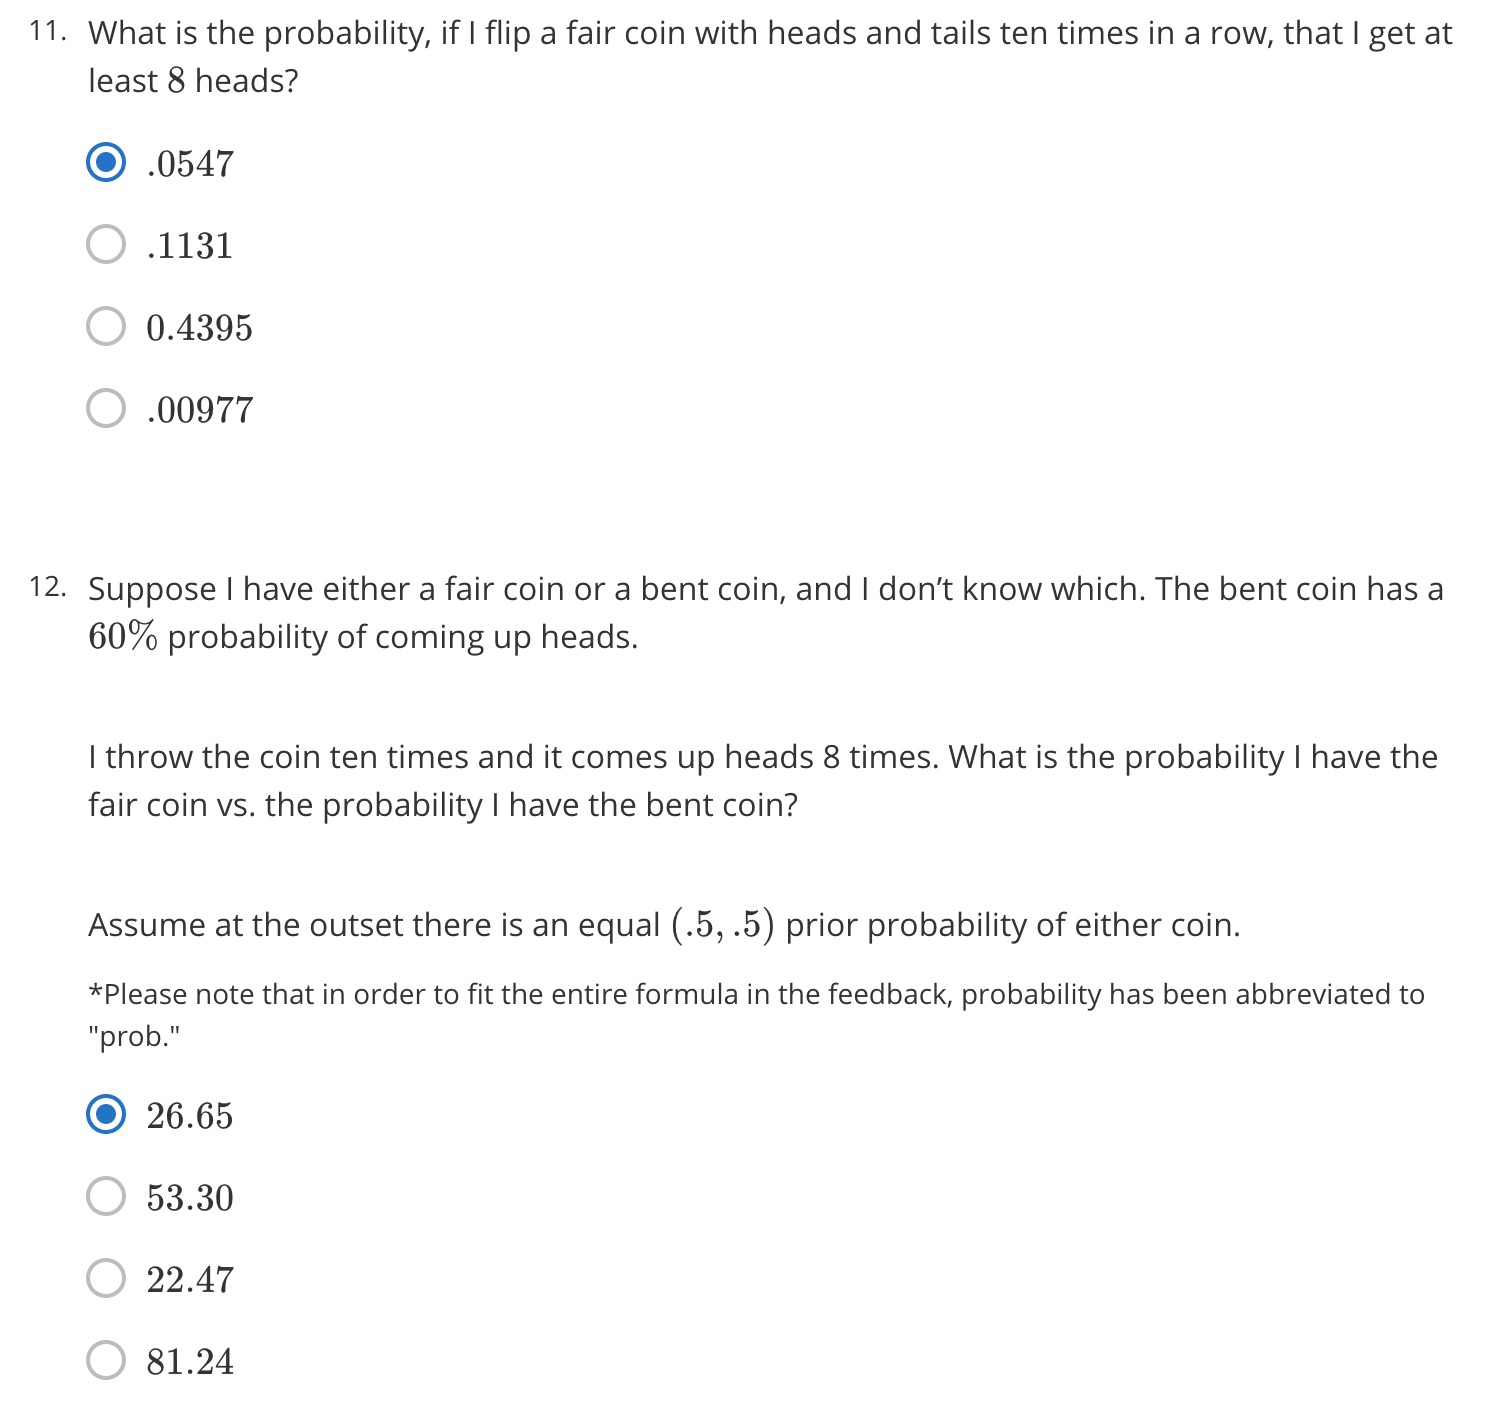 11. What is the probability, if I flip a fair coin with heads and tails ten times in a row, that I get at
least 8 heads?
.0547
.1131
0.4395
.00977
12. Suppose I have either a fair coin or a bent coin, and I don’t know which. The bent coin has a
60% probability of coming up heads.
I throw the coin ten times and it comes up heads 8 times. What is the probability I have the
fair coin vs. the probability I have the bent coin?
Assume at the outset there is an equal (.5, .5) prior probability of either coin.
*Please note that in order to fit the entire formula in the feedback, probability has been abbreviated to
"prob."
26.65
53.30
22.47
81.24